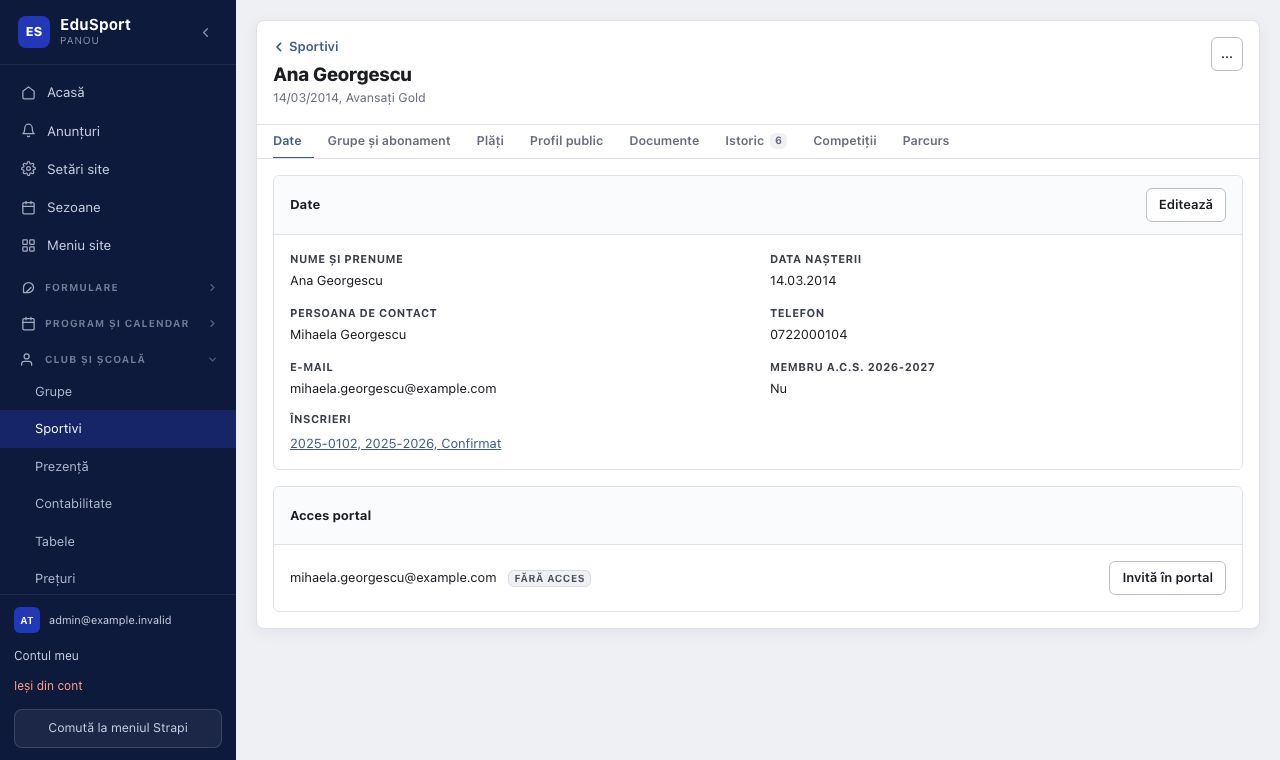 ES
EduSport
PANOU
Acasă
Anunțuri
Setări site
Sezoane
Meniu site
FORMULARE
PROGRAM ȘI CALENDAR
CLUB ȘI ȘCOALĂ
Grupe
Sportivi
Prezență
Contabilitate
Tabele
Prețuri
AT admin@example.invalid
Contul meu
Ieși din cont
Comută la meniul Strapi
Sportivi
Ana Georgescu
14/03/2014, Avansați Gold
...
Date Grupe și abonament Plăți Profil public Documente Istoric 6 Competiții Parcurs
Date
Editează
NUME ȘI PRENUME
Ana Georgescu
DATA NAȘTERII
14.03.2014
PERSOANA DE CONTACT
Mihaela Georgescu
TELEFON
0722000104
E-MAIL
mihaela.georgescu@example.com
MEMBRU A.C.S. 2026-2027
Nu
ÎNSCRIERI
2025-0102, 2025-2026, Confirmat
Acces portal
mihaela.georgescu@example.com FĂRĂ ACCES
Invită în portal